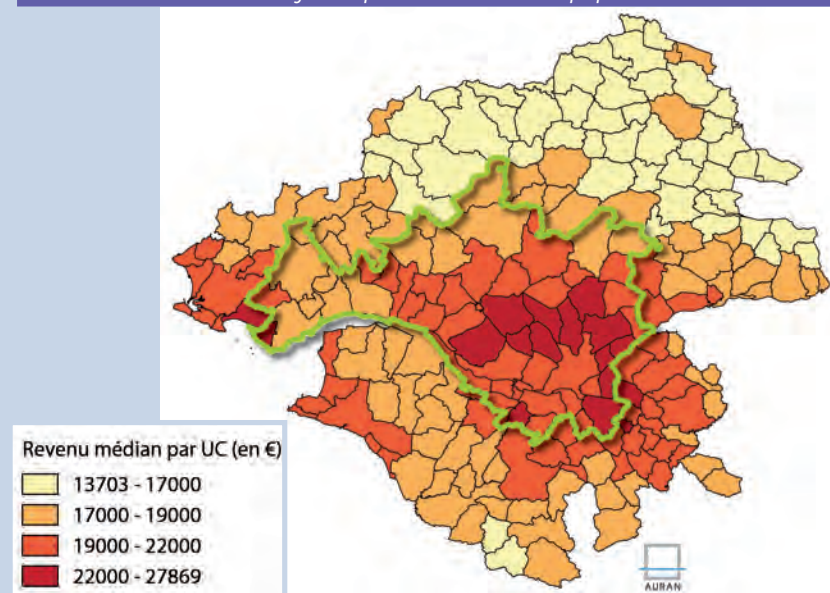 Revenu médian par UC (en €)
13703 - 17000
17000 - 19000
19000 - 22000
22000 - 27869
AURAN